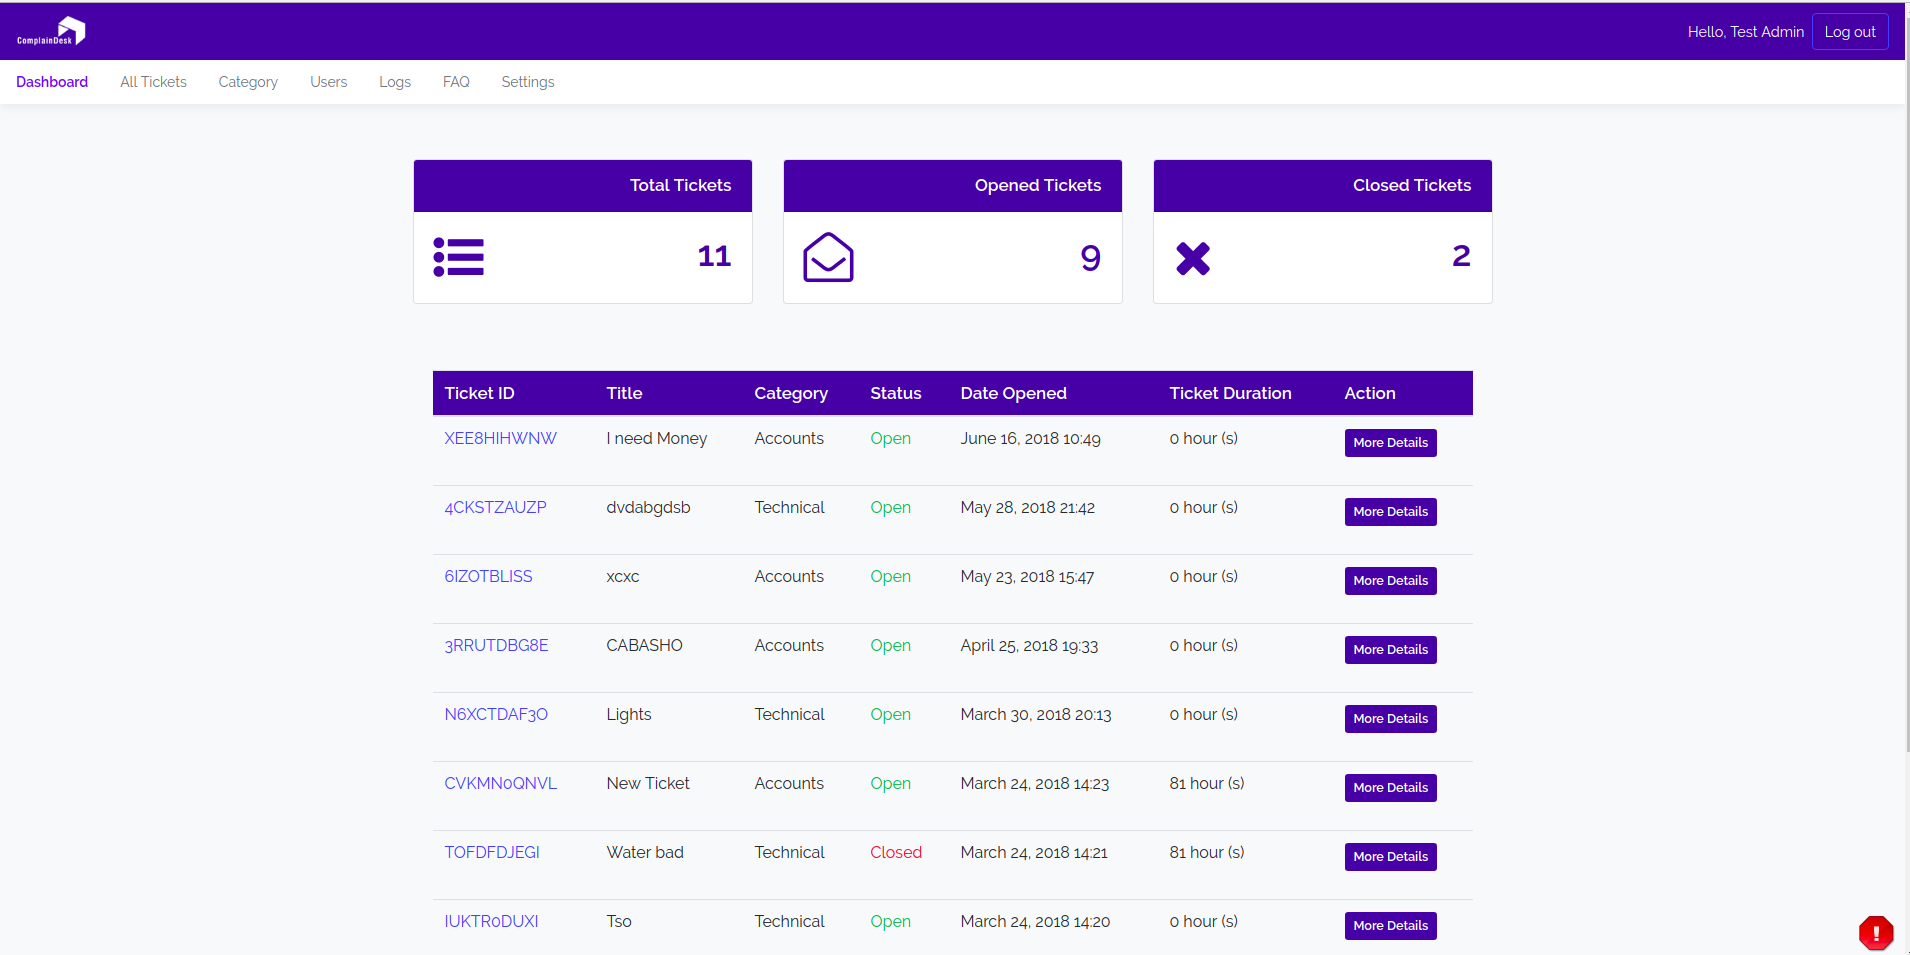 ComplainDesk
Hello, Test Admin Log out
Dashboard All Tickets Category Users Logs FAQ Settings
Total Tickets Opened Tickets Closed Tickets
11 9 2
Ticket ID Title Category Status Date Opened Ticket Duration Action
XEE8HIHWNW I need Money Accounts Open June 16, 2018 10:49 0 hour (s) More Details
4CKSTZAUZP dvdabgdsb Technical Open May 28, 2018 21:42 0 hour (s) More Details
6IZOTBLISS xcxc Accounts Open May 23, 2018 15:47 0 hour (s) More Details
3RRUTDBG8E CABASHO Accounts Open April 25, 2018 19:33 0 hour (s) More Details
N6XCTDAF3O Lights Technical Open March 30, 2018 20:13 0 hour (s) More Details
CVKMN0QNVL New Ticket Accounts Open March 24, 2018 14:23 81 hour (s) More Details
TOFDFDJEGI Water bad Technical Closed March 24, 2018 14:21 81 hour (s) More Details
IUKTR0DUXI Tso Technical Open March 24, 2018 14:20 0 hour (s) More Details